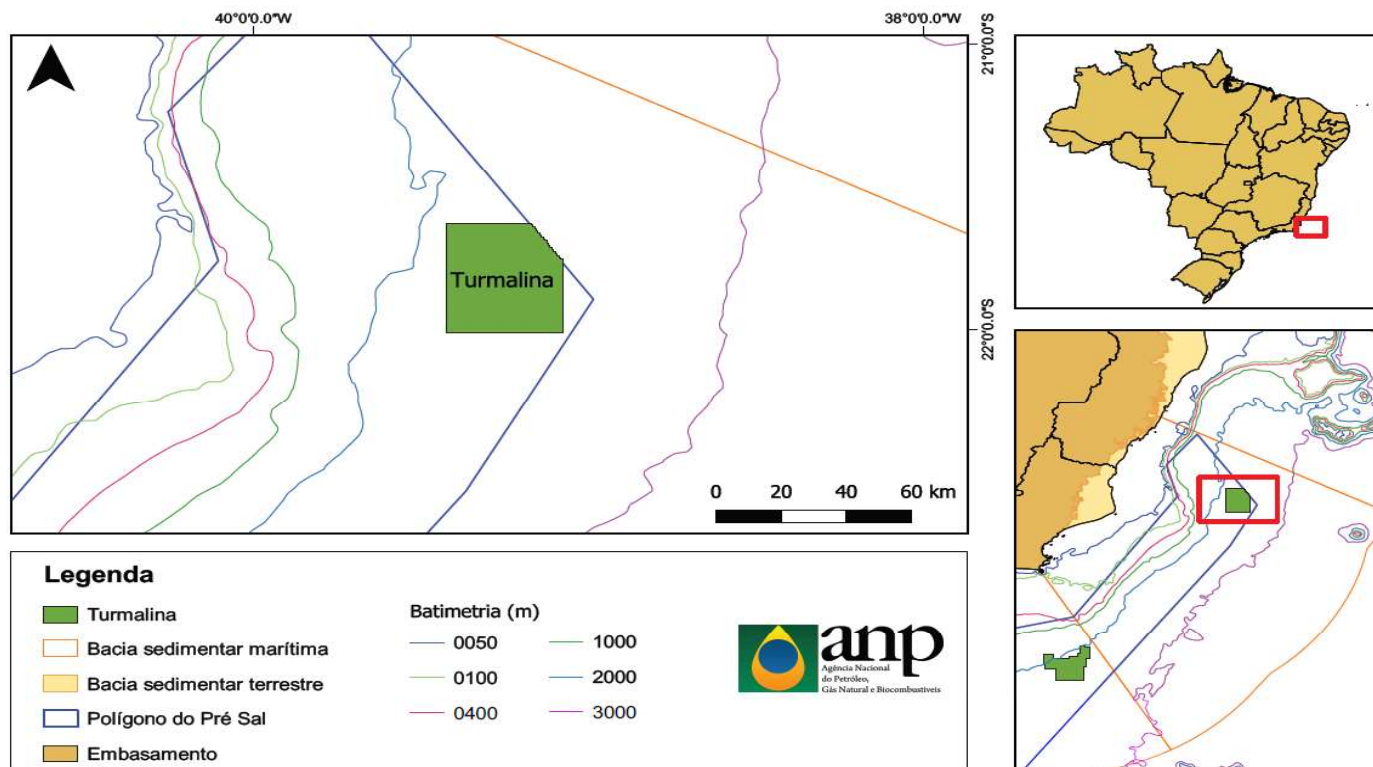 40°0'0.0"W
38°0'0.0"W
21°0'0.0"S
Turmalina
22°0'0.0"S
0 20 40 60 km
Legenda
Turmalina
Bacia sedimentar marítima
Bacia sedimentar terrestre
Polígono do Pré Sal
Embasamento
Batimetria (m)
0050
0100
0400
1000
2000
3000
anp
Agência Nacional
do Petróleo,
Gás Natural e Biocombustíveis